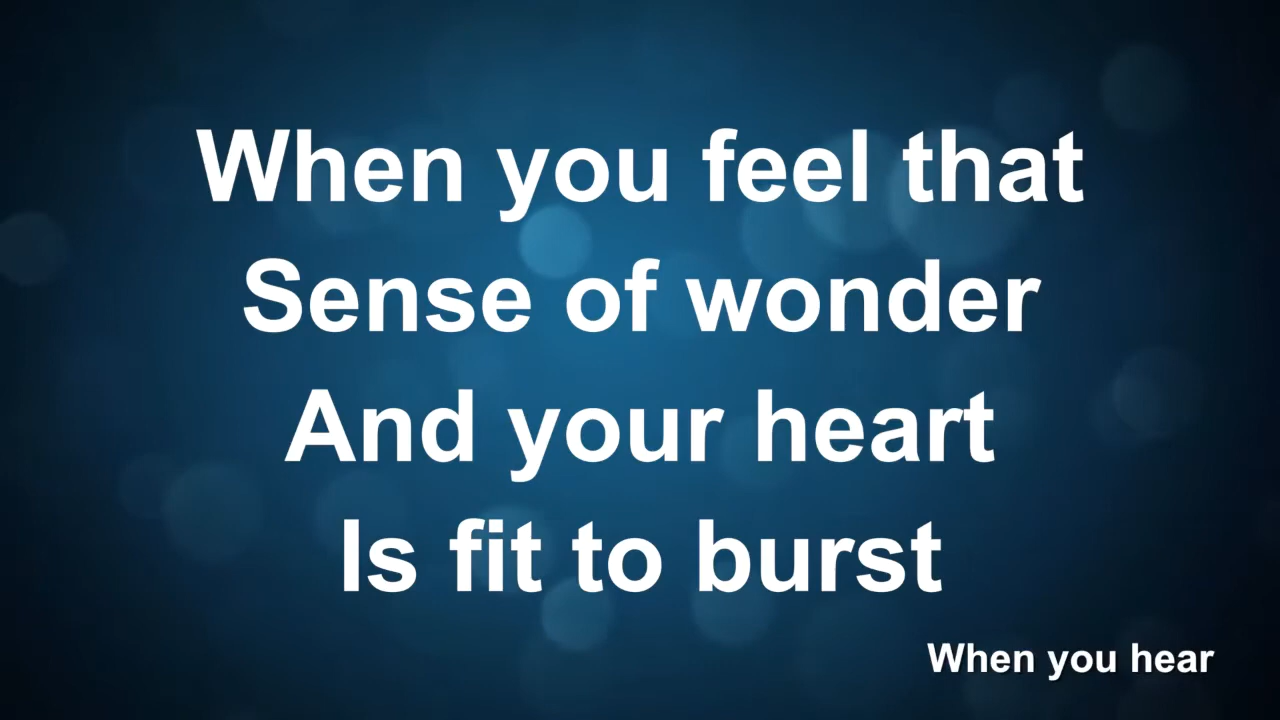 When you feel that
Sense of wonder
And your heart
Is fit to burst
When you hear